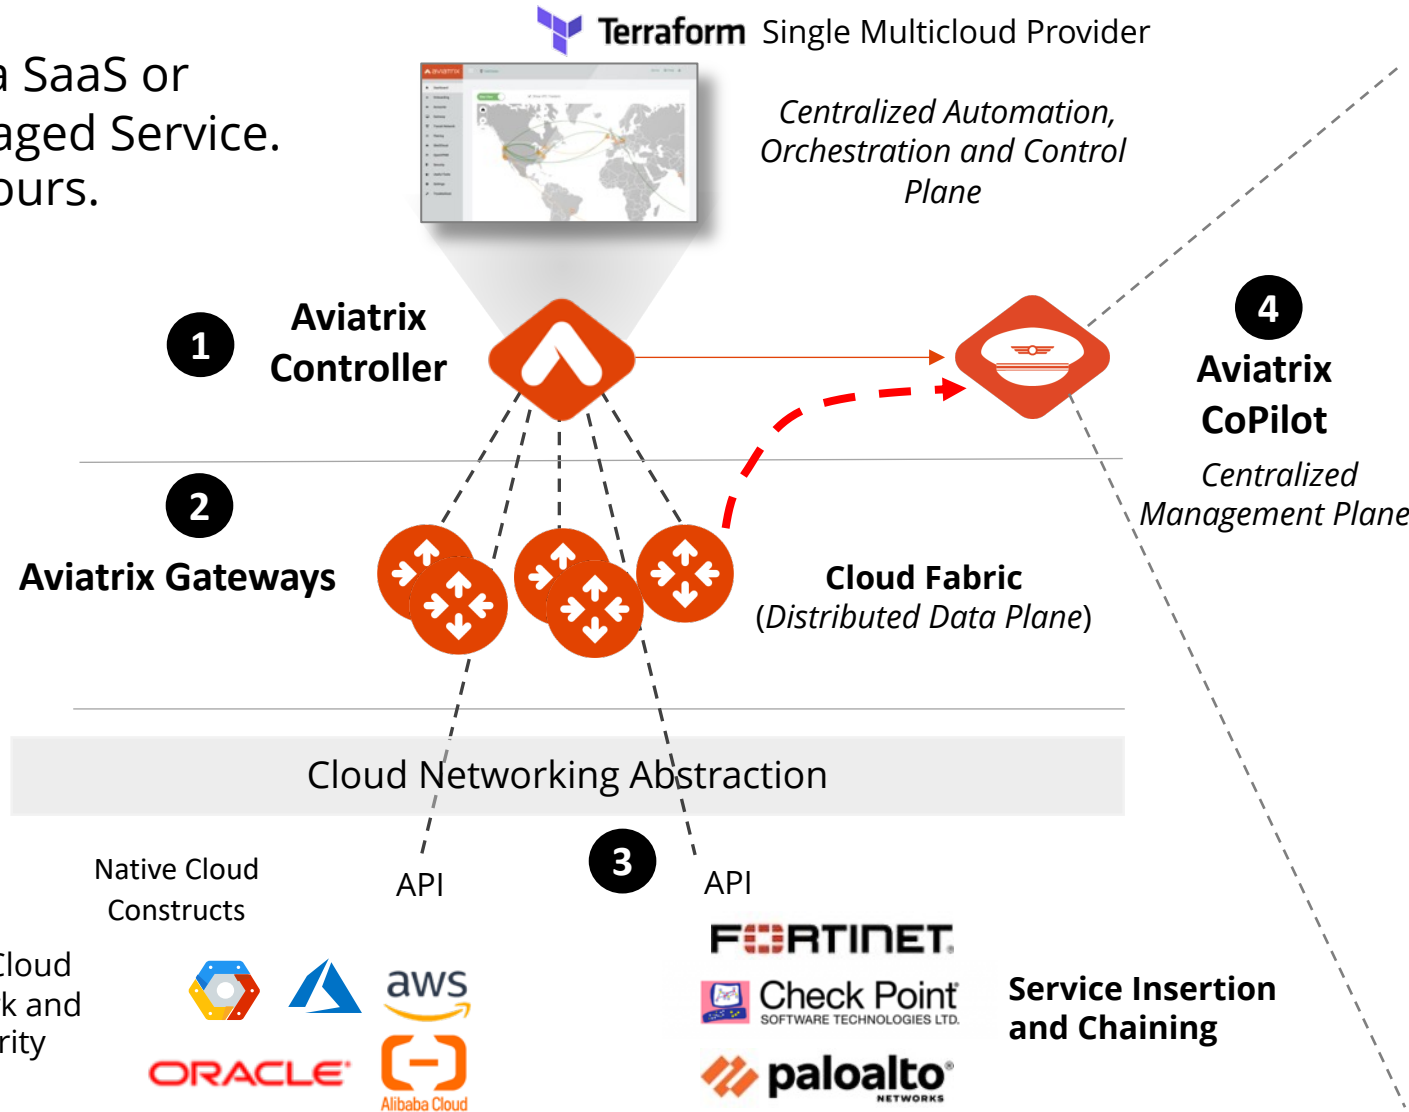 Terraform Single Multicloud Provider
a SaaS or
aged Service.
ours.
AVIATRIX
Centralized Automation,
Orchestration and Control
Plane
1
Aviatrix
Controller
4
Aviatrix
CoPilot
Centralized
Management Plane
2
Aviatrix Gateways
Cloud Fabric
(Distributed Data Plane)
Cloud Networking Abstraction
3
Native Cloud
Constructs
API
API
Cloud
k and
rity
aws
ORACLE
Alibaba Cloud
FORTINET
Check Point
SOFTWARE TECHNOLOGIES LTD.
paloalto
NETWORKS
Service Insertion
and Chaining